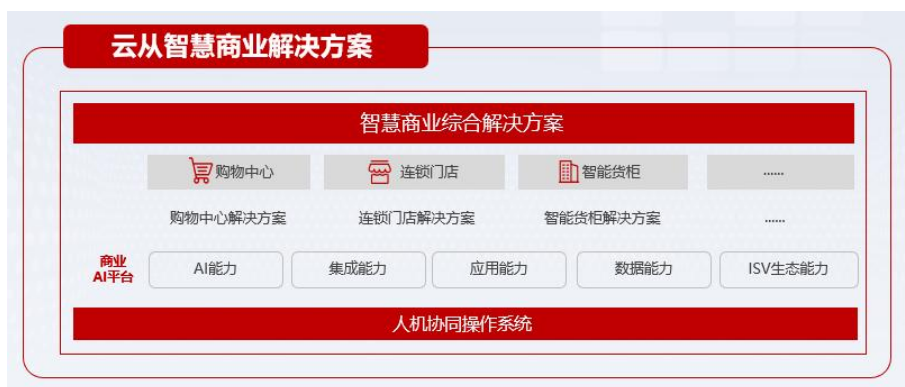 云从智慧商业解决方案
智慧商业综合解决方案
购物中心 连锁门店 智能货柜 ......
购物中心解决方案 连锁门店解决方案 智能货柜解决方案 ......
商业
AI平台
AI能力 集成能力 应用能力 数据能力 ISV生态能力
人机协同操作系统